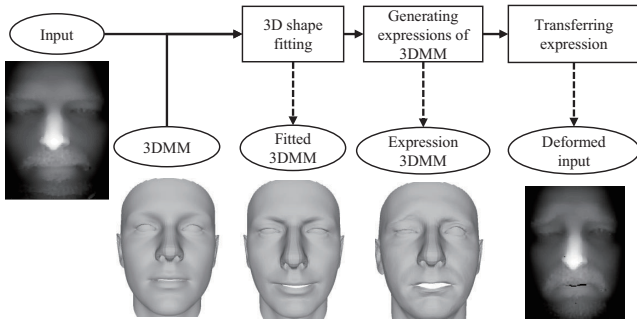 Input
3D shape
fitting
Generating
expressions of
3DMM
Transferring
expression
3DMM
Fitted
3DMM
Expression
3DMM
Deformed
input